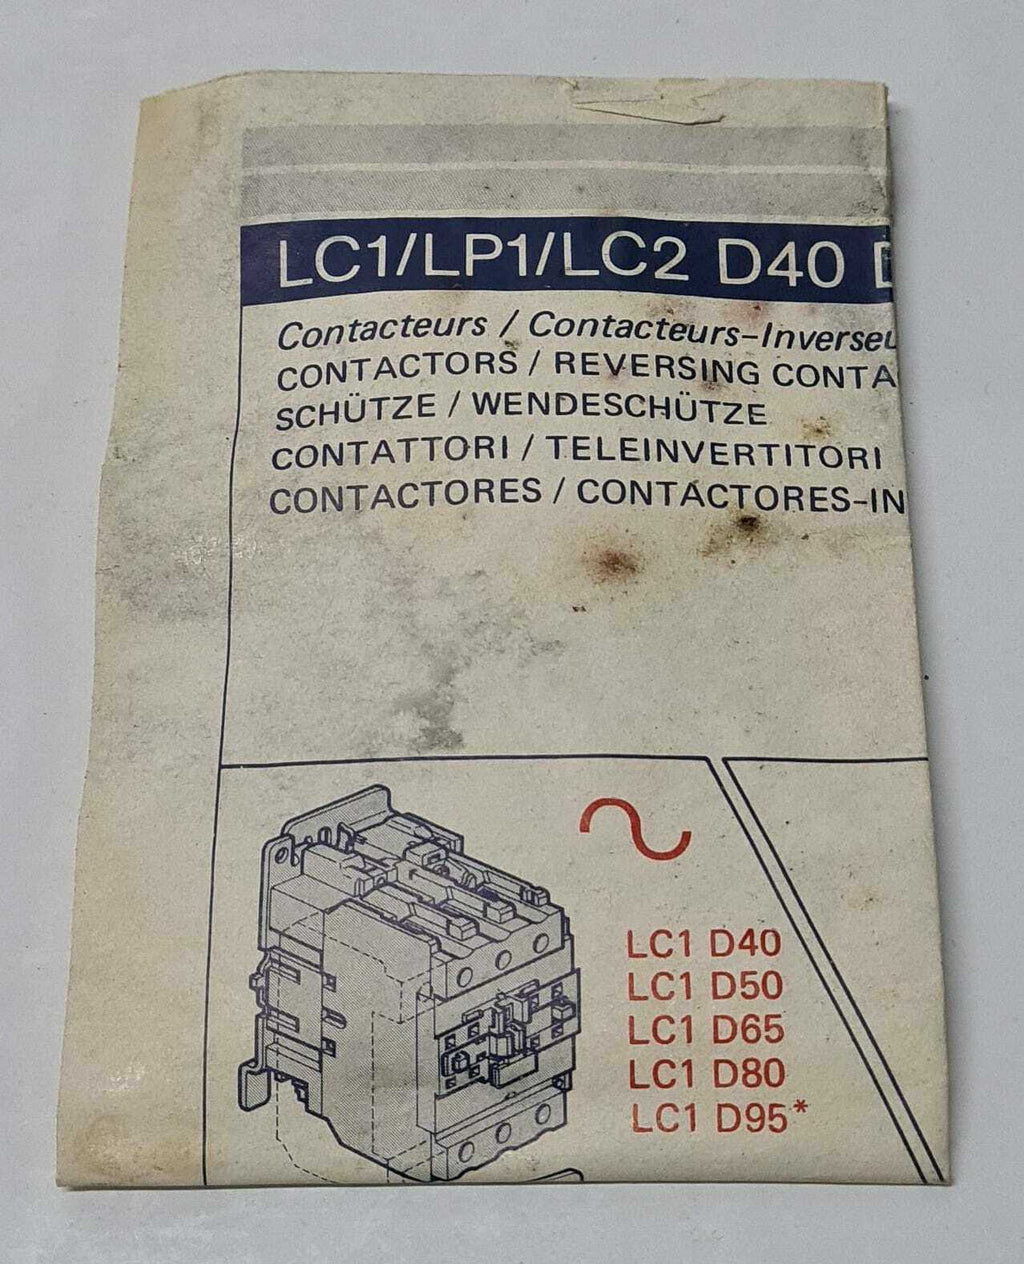 LC1/LP1/LC2 D40
Contacteurs / Contacteurs-Inverseu
CONTACTORS / REVERSING CONTA
SCHÜTZE / WENDESCHÜTZE
CONTATTORI / TELEINVERTITORI
CONTACTORES / CONTACTORES-IN
LC1 D40
LC1 D50
LC1 D65
LC1 D80
LC1 D95*